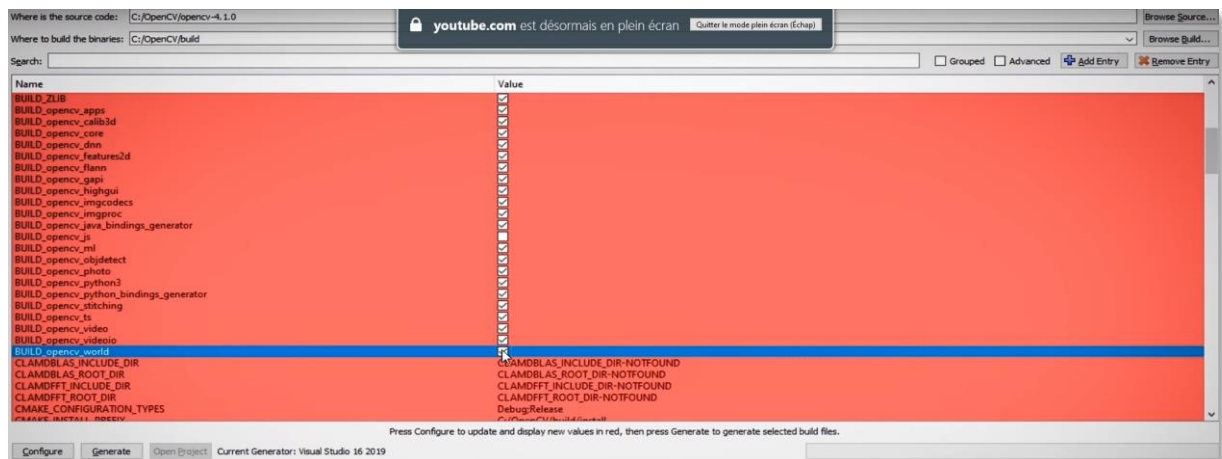 Where is the source code: C:/OpenCV/opencv-4.1.0 Browse Source...
youtube.com est désormais en plein écran Quitter le mode plein écran (Échap)
Where to build the binaries: C:/OpenCV/build Browse Build...
Search: Grouped Advanced Add Entry Remove Entry
Name Value
BUILD_ZLIB
BUILD_opencv_apps
BUILD_opencv_calib3d
BUILD_opencv_core
BUILD_opencv_dnn
BUILD_opencv_features2d
BUILD_opencv_flann
BUILD_opencv_gapi
BUILD_opencv_highgui
BUILD_opencv_imgcodecs
BUILD_opencv_imgproc
BUILD_opencv_java_bindings_generator
BUILD_opencv_js
BUILD_opencv_ml
BUILD_opencv_objdetect
BUILD_opencv_photo
BUILD_opencv_python3
BUILD_opencv_python_bindings_generator
BUILD_opencv_stitching
BUILD_opencv_ts
BUILD_opencv_video
BUILD_opencv_videoio
BUILD_opencv_world
CLAMDBLAS_INCLUDE_DIR CLAMDBLAS_INCLUDE_DIR-NOTFOUND
CLAMDBLAS_ROOT_DIR CLAMDBLAS_ROOT_DIR-NOTFOUND
CLAMDFFT_INCLUDE_DIR CLAMDFFT_INCLUDE_DIR-NOTFOUND
CLAMDFFT_ROOT_DIR CLAMDFFT_ROOT_DIR-NOTFOUND
CMAKE_CONFIGURATION_TYPES Debug;Release
CMAKE_INSTALL_PREFIX C:/OpenCV/build/install
Press Configure to update and display new values in red, then press Generate to generate selected build files.
Configure Generate Open Project Current Generator: Visual Studio 16 2019